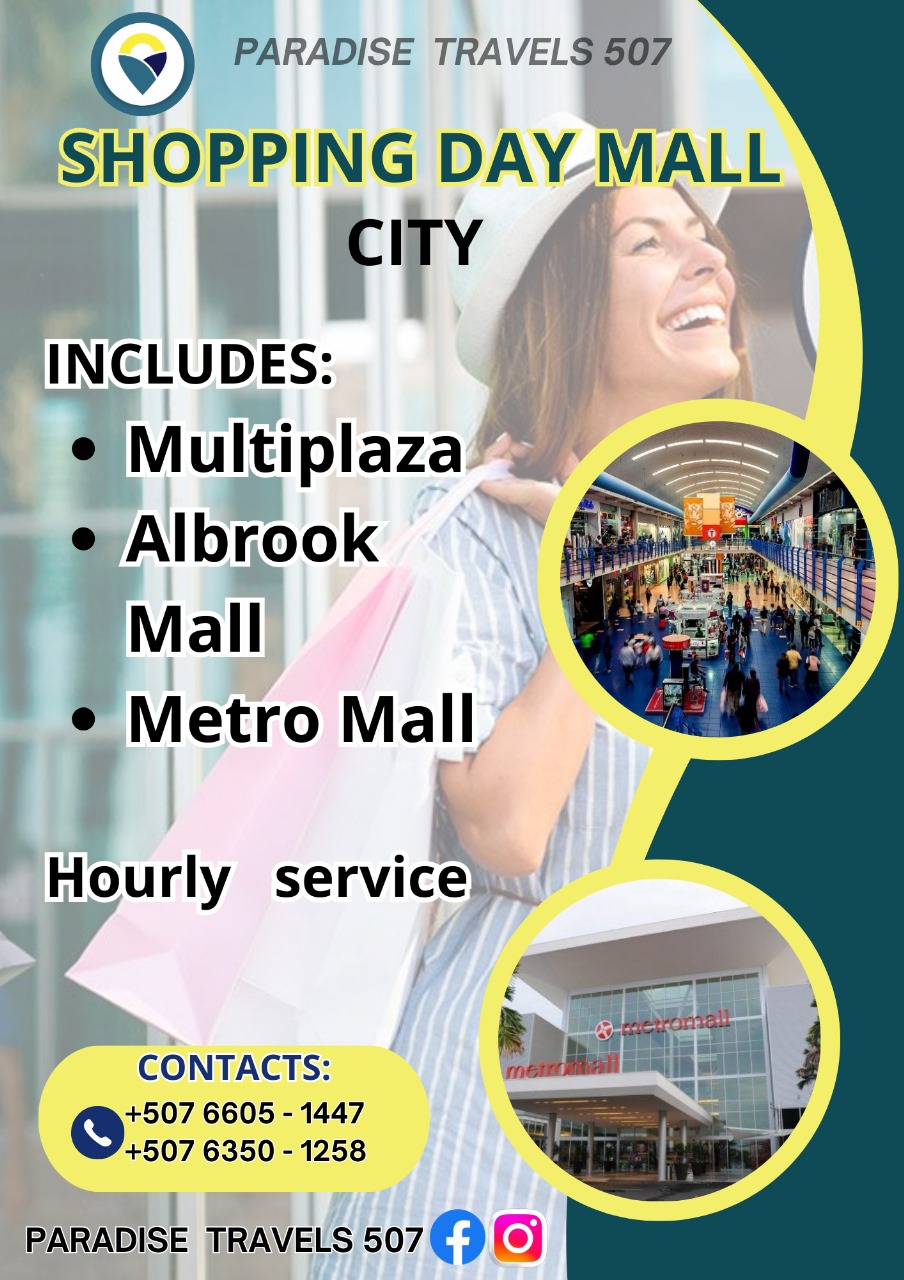 PARADISE TRAVELS 507
SHOPPING DAY MALL
CITY
INCLUDES:
• Multiplaza
• Albrook
Mall
• Metro Mall
Hourly service
metromall
metromall
CONTACTS:
+507 6605 - 1447
+507 6350 - 1258
PARADISE TRAVELS 507